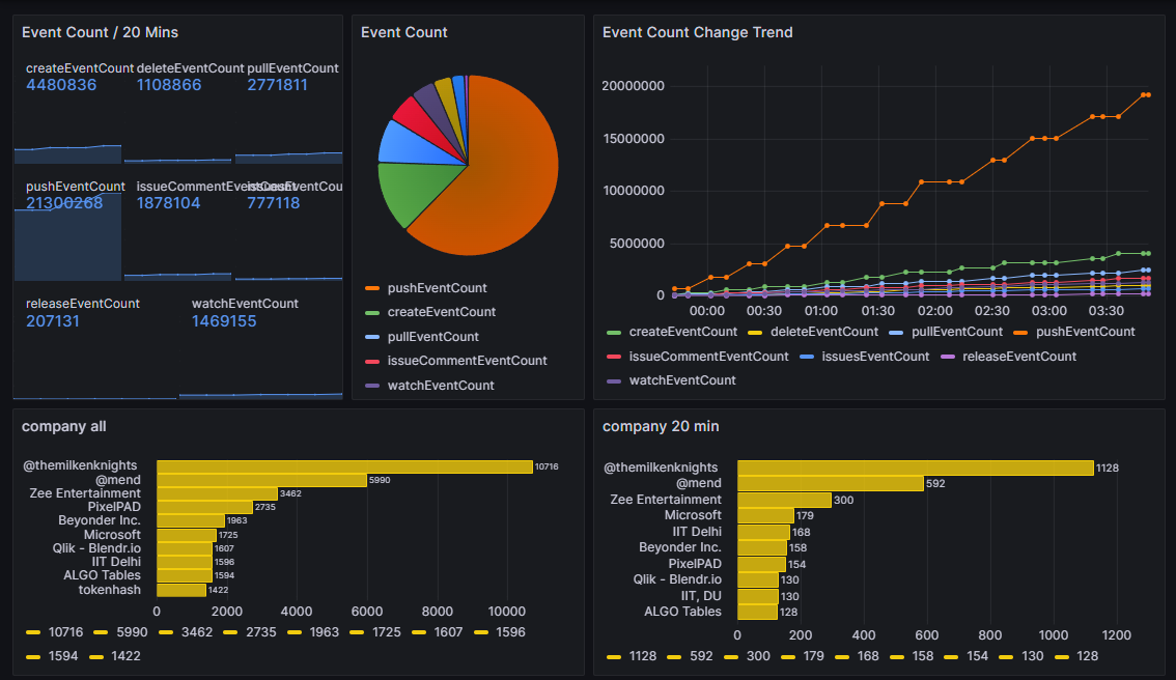 Event Count / 20 Mins
createEventCount deleteEventCount pullEventCount
4480836 1108866 2771811
pushEventCount issueCommentEventCount issuesEventCou
21300268 1878104 777118
releaseEventCount watchEventCount
207131 1469155
Event Count
pushEventCount
createEventCount
pullEventCount
issueCommentEventCount
watchEventCount
Event Count Change Trend
20000000
15000000
10000000
5000000
0
00:00 00:30 01:00 01:30 02:00 02:30 03:00 03:30
createEventCount deleteEventCount pullEventCount pushEventCount
issueCommentEventCount issuesEventCount releaseEventCount
watchEventCount
company all
@themilkenknights 10716
@mend 5990
Zee Entertainment 3462
PixelPAD 2735
Beyonder Inc. 1963
Microsoft 1725
Qlik - Blendr.io 1607
IIT Delhi 1596
ALGO Tables 1594
tokenhash 1422
0 2000 4000 6000 8000 10000
10716 5990 3462 2735 1963 1725 1607 1596
1594 1422
company 20 min
@themilkenknights 1128
@mend 592
Zee Entertainment 300
Microsoft 179
IIT Delhi 168
Beyonder Inc. 158
PixelPAD 154
Qlik - Blendr.io 130
IIT, DU 130
ALGO Tables 128
0 200 400 600 800 1000 1200
1128 592 300 179 168 158 154 130 128